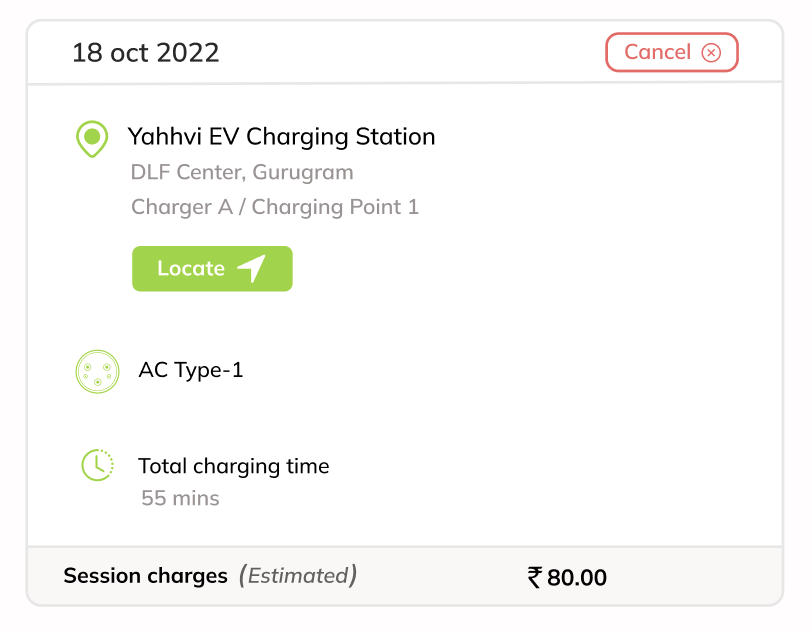 18 oct 2022
Cancel
Yahhvi EV Charging Station
DLF Center, Gurugram
Charger A / Charging Point 1
Locate
AC Type-1
Total charging time
55 mins
Session charges (Estimated) ₹ 80.00